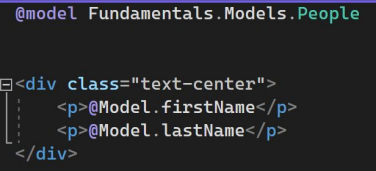 @model Fundamentals.Models.People
<div class="text-center">
<p>@Model.firstName</p>
<p>@Model.lastName</p>
</div>